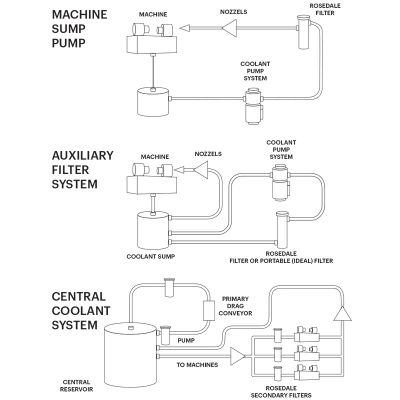 MACHINE
SUMP
PUMP
MACHINE
NOZZLES
ROSEDALE
FILTER
COOLANT
PUMP
SYSTEM
AUXILIARY
FILTER
SYSTEM
MACHINE
NOZZLES
COOLANT
PUMP
SYSTEM
COOLANT SUMP
ROSEDALE
FILTER OR PORTABLE (IDEAL) FILTER
CENTRAL
COOLANT
SYSTEM
PRIMARY
DRAG
CONVEYOR
PUMP
TO MACHINES
CENTRAL
RESERVOIR
ROSEDALE
SECONDARY FILTERS